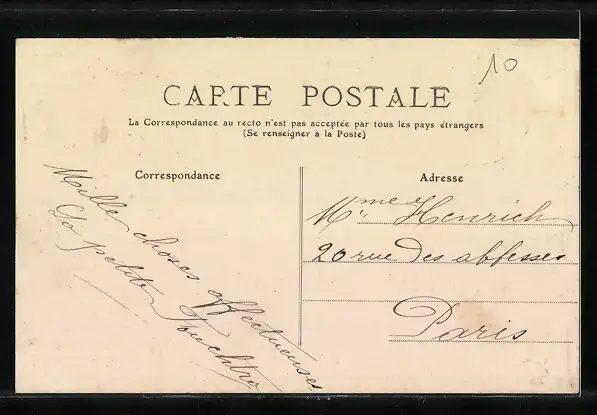 10
CARTE POSTALE
La Correspondance au recto n'est pas acceptée par tous les pays étrangers
(Se renseigner à la Poste)
Correspondance
Mille choses affectueuses
La petite
Adresse
Mme Henrich
20 rue des abbesses
Paris